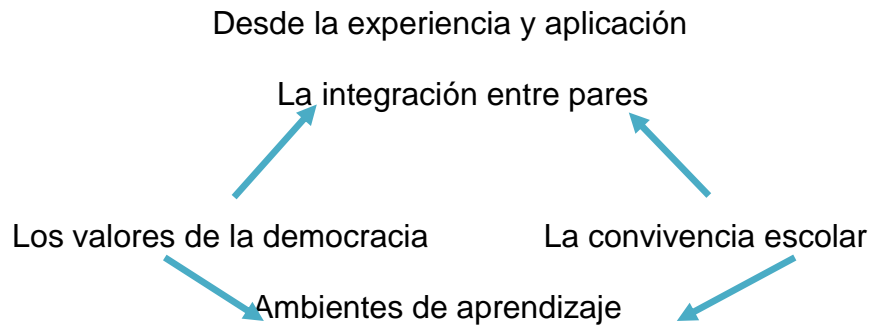 Desde la experiencia y aplicación
La integración entre pares
Los valores de la democracia La convivencia escolar
Ambientes de aprendizaje